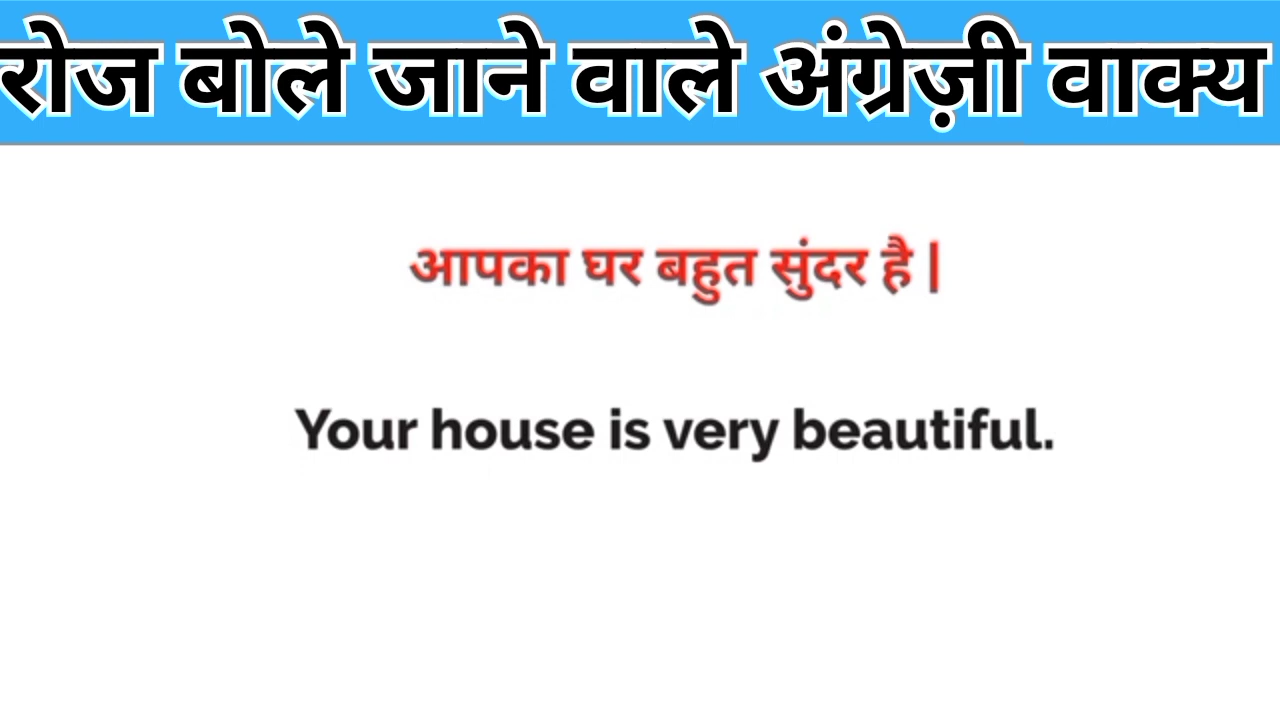 रोज बोले जाने वाले अंग्रेज़ी वाक्य
आपका घर बहुत सुंदर है |
Your house is very beautiful.